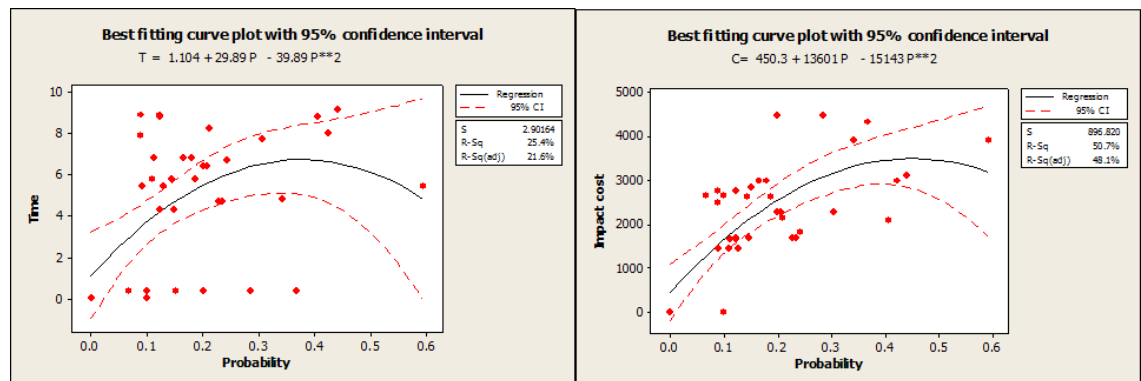 Best fitting curve plot with 95% confidence interval
T = 1.104 + 29.89 P - 39.89 P**2
10
8
6
4
2
0
Time
0.0 0.1 0.2 0.3 0.4 0.5 0.6
Probability
Regression
95% CI
S 2.90164
R-Sq 25.4%
R-Sq(adj) 21.6%
Best fitting curve plot with 95% confidence interval
C= 450.3 + 13601 P - 15143 P**2
5000
4000
3000
2000
1000
0
Impact cost
0.0 0.1 0.2 0.3 0.4 0.5 0.6
Probability
Regression
95% CI
S 896.820
R-Sq 50.7%
R-Sq(adj) 48.1%